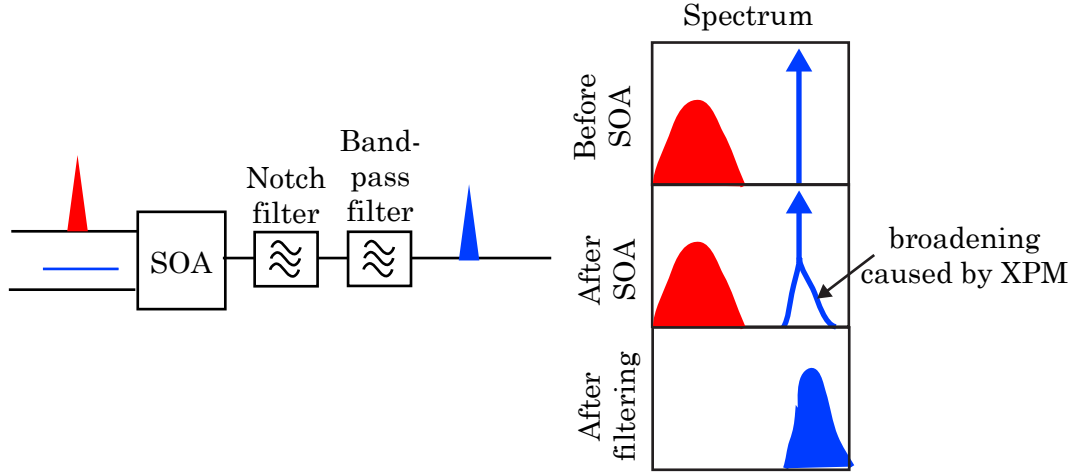 Spectrum
Before
SOA
Band-
pass
filter
Notch
filter
SOA
After
SOA
broadening
caused by XPM
After
filtering